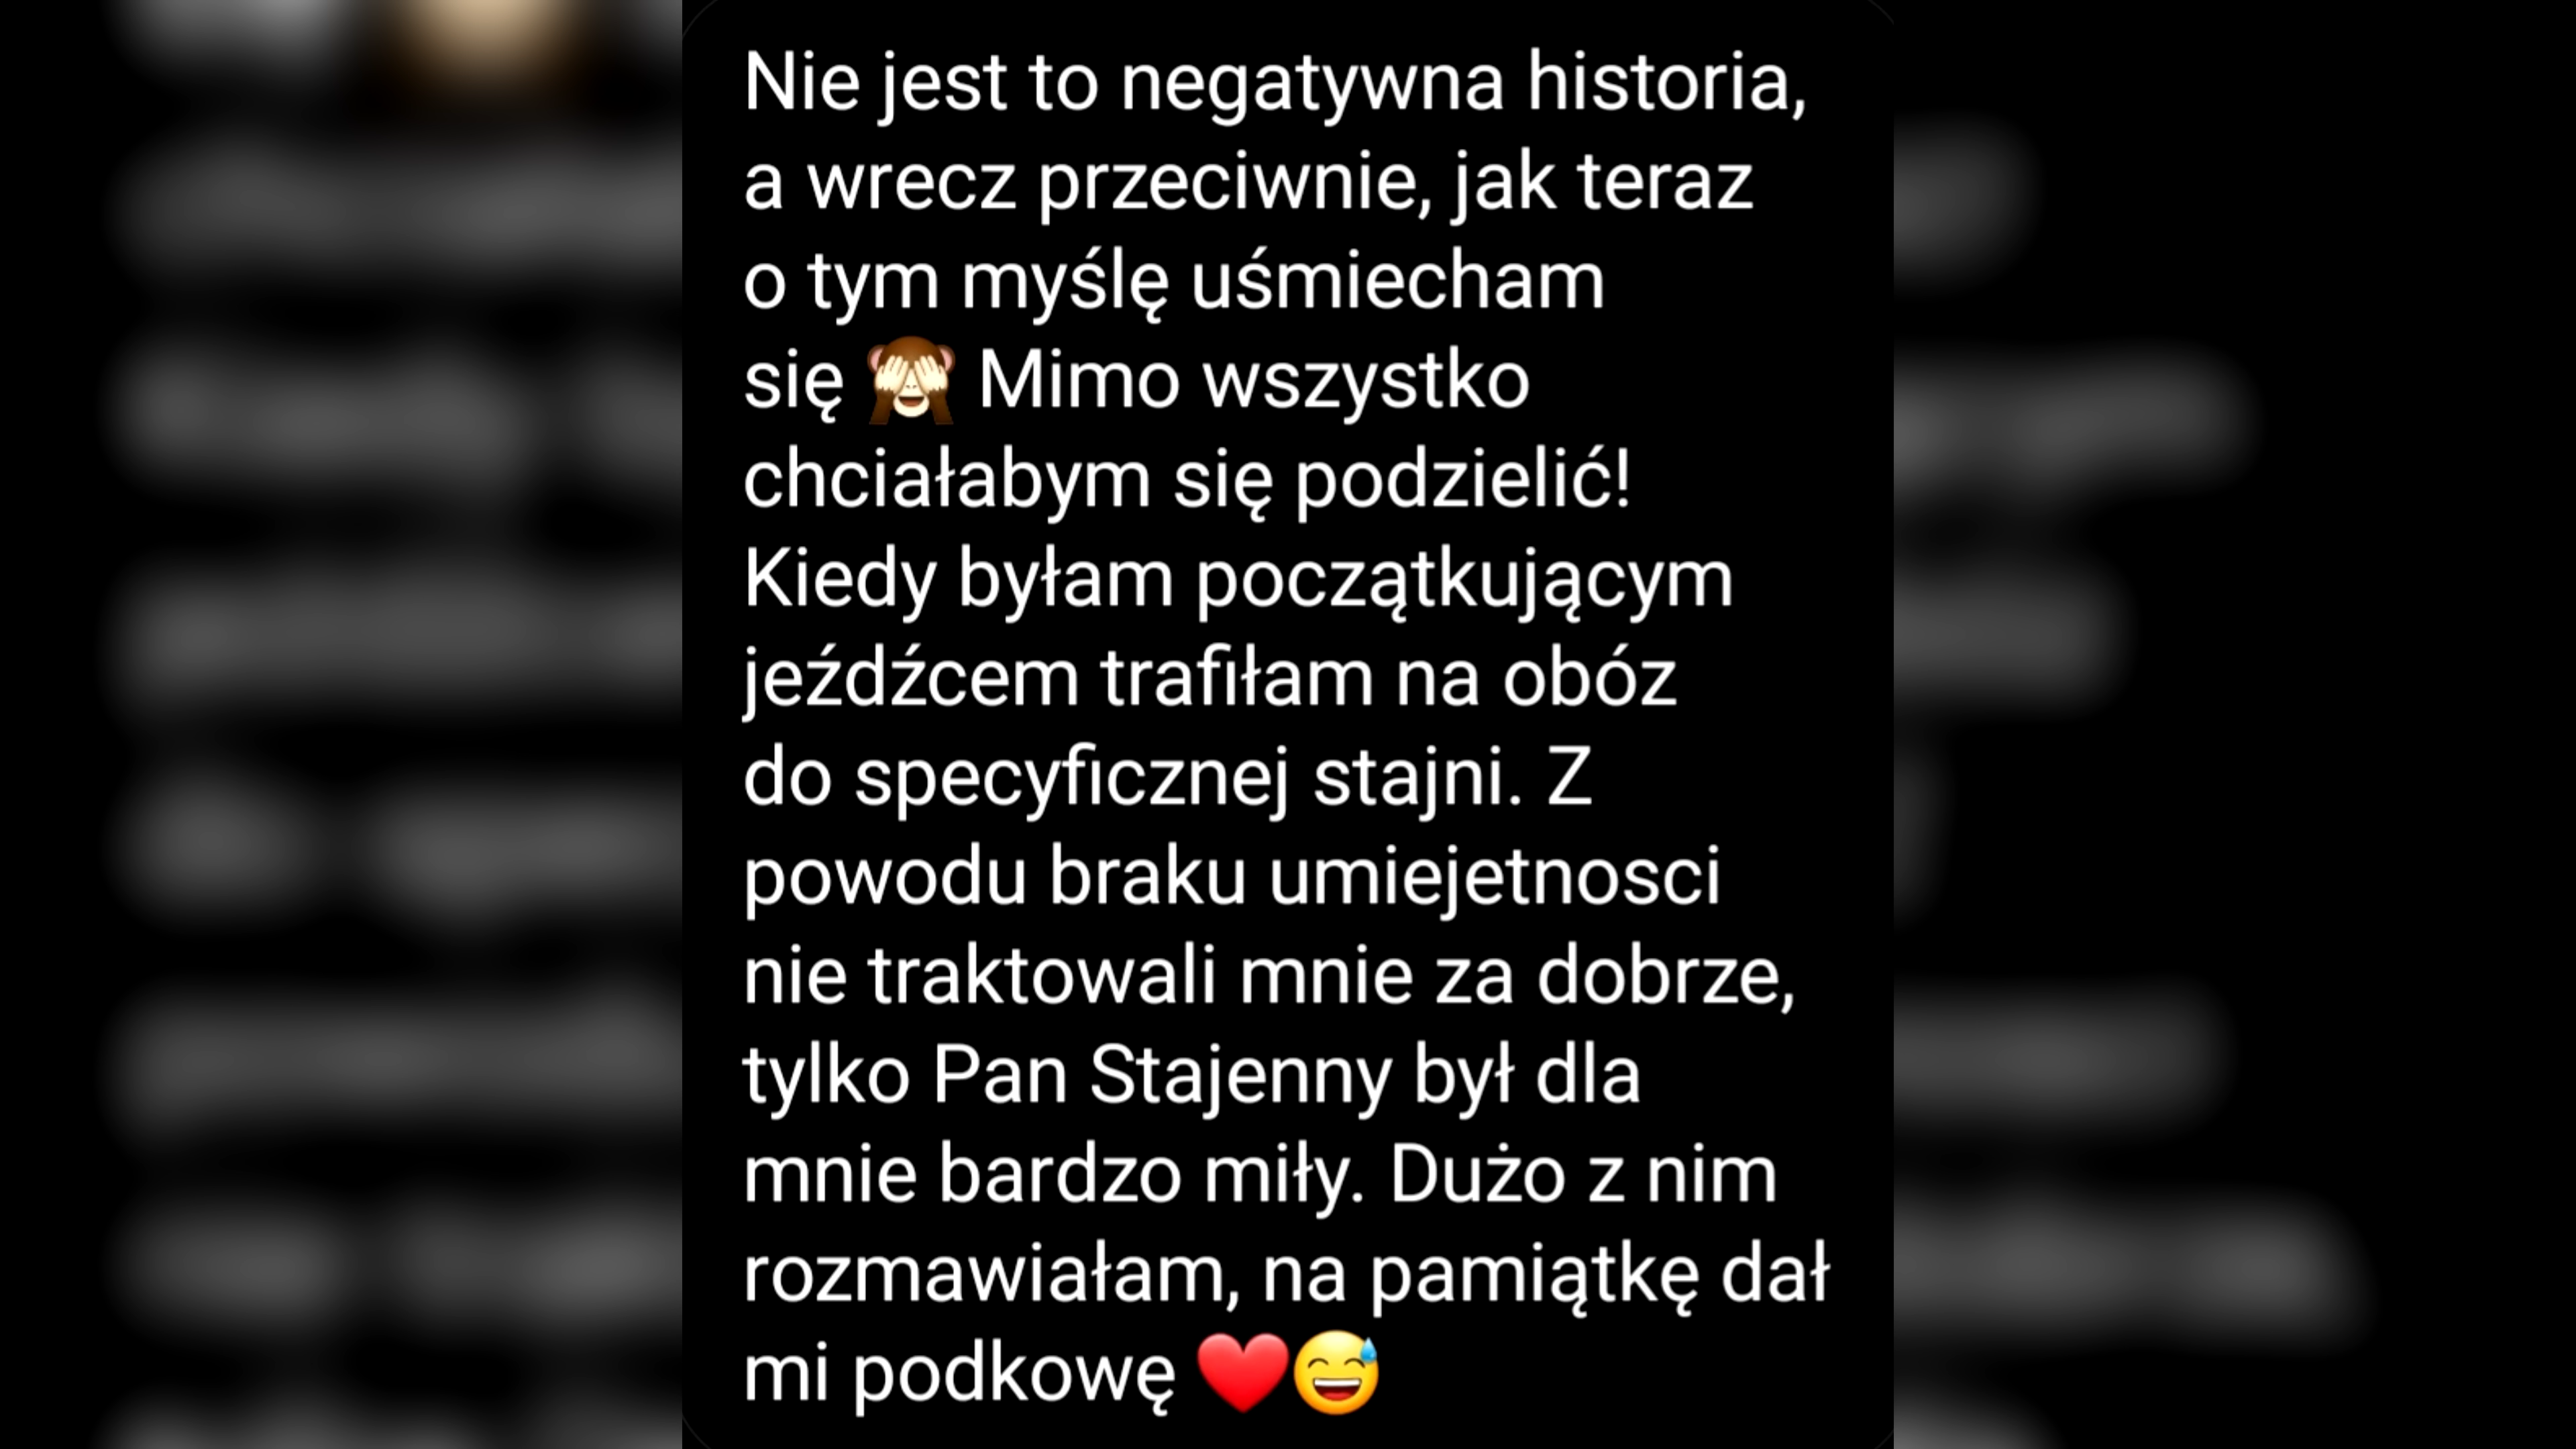 Nie jest to negatywna historia,
a wrecz przeciwnie, jak teraz
o tym myślę uśmiecham
się 🙈 Mimo wszystko
chciałabym się podzielić!
Kiedy byłam początkującym
jeźdźcem trafiłam na obóz
do specyficznej stajni. Z
powodu braku umiejetnosci
nie traktowali mnie za dobrze,
tylko Pan Stajenny był dla
mnie bardzo miły. Dużo z nim
rozmawiałam, na pamiątkę dał
mi podkowę ❤️😅